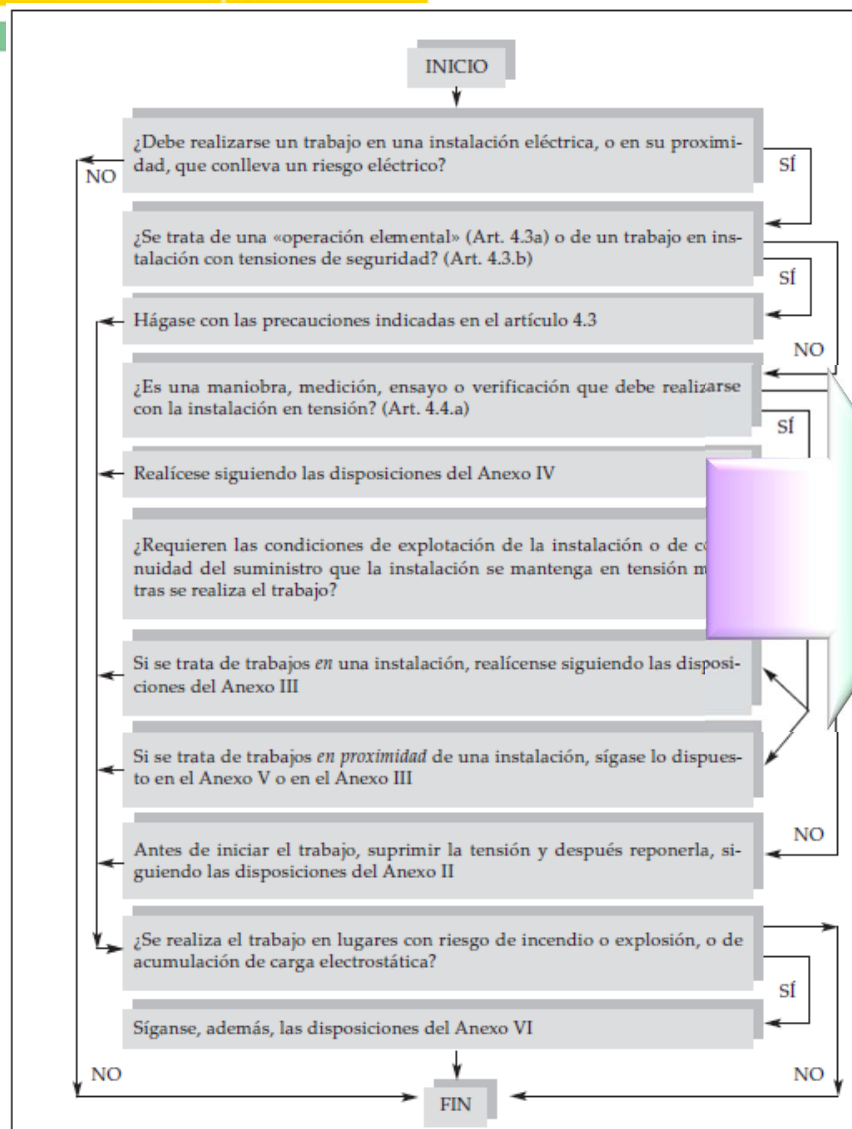 INICIO
¿Debe realizarse un trabajo en una instalación eléctrica, o en su proximi-
dad, que conlleva un riesgo eléctrico?
NO
SÍ
¿Se trata de una «operación elemental» (Art. 4.3a) o de un trabajo en ins-
talación con tensiones de seguridad? (Art. 4.3.b)
SÍ
Hágase con las precauciones indicadas en el artículo 4.3
NO
¿Es una maniobra, medición, ensayo o verificación que debe realizarse
con la instalación en tensión? (Art. 4.4.a)
SÍ
Realícese siguiendo las disposiciones del Anexo IV
¿Requieren las condiciones de explotación de la instalación o de
nuidad del suministro que la instalación se mantenga en tensión
tras se realiza el trabajo?
Si se trata de trabajos en una instalación, realícense siguiendo las disposi-
ciones del Anexo III
Si se trata de trabajos en proximidad de una instalación, sígase lo dispues-
to en el Anexo V o en el Anexo III
NO
Antes de iniciar el trabajo, suprimir la tensión y después reponerla, si-
guiendo las disposiciones del Anexo II
¿Se realiza el trabajo en lugares con riesgo de incendio o explosión, o de
acumulación de carga electrostática?
SÍ
Síganse, además, las disposiciones del Anexo VI
NO
NO
FIN